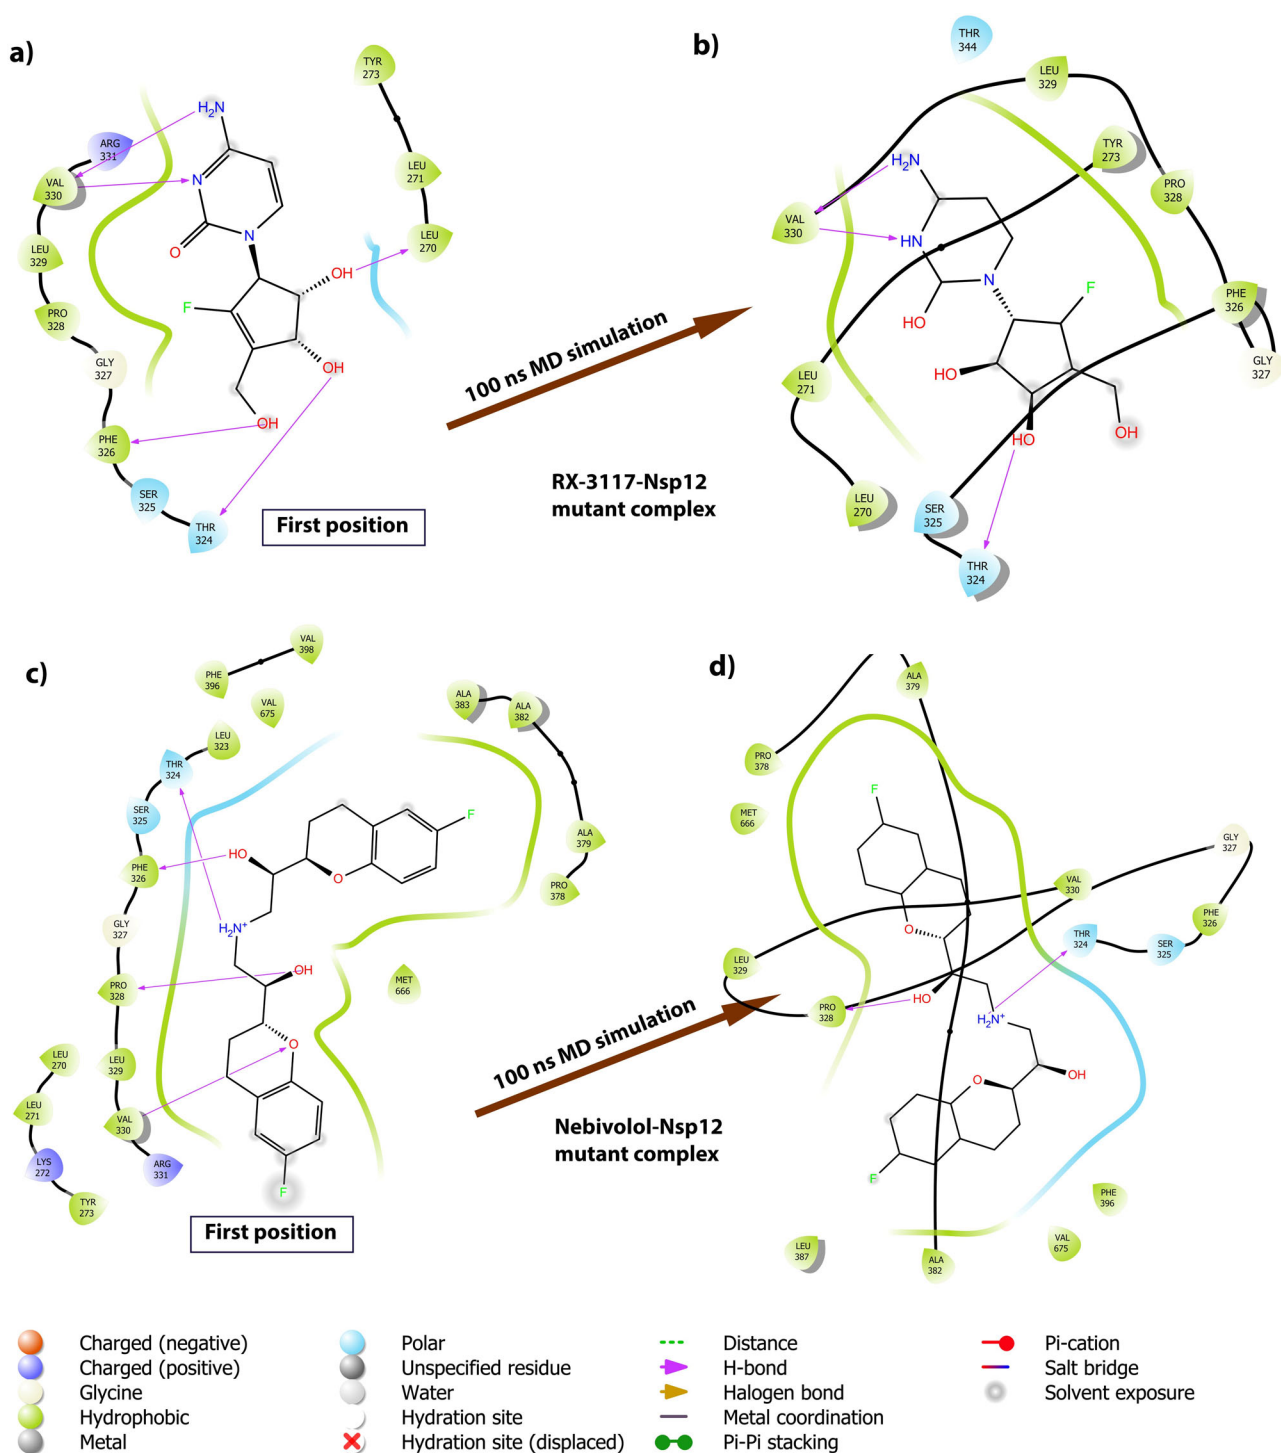 a)
TYR
273
H₂N
ARG
331
VAL
330
N
LEU
271
LEU
270
N
O
OH
LEU
329
F
PRO
328
GLY
327
OH
OH
PHE
326
SER
325
THR
324
First position
100 ns MD simulation
RX-3117-Nsp12
mutant complex
b)
THR
344
LEU
329
TYR
273
H₂N
PRO
328
VAL
330
HN
N
F
PHE
326
HO
GLY
327
HO
LEU
271
HO
OH
LEU
270
SER
325
THR
324
c)
VAL
398
PHE
396
VAL
675
ALA
383
ALA
382
LEU
323
THR
324
SER
325
F
ALA
379
HO
PHE
326
O
PRO
378
GLY
327
H₂N⁺
OH
PRO
328
MET
666
O
LEU
270
LEU
329
LEU
271
VAL
330
LYS
272
ARG
331
TYR
273
F
First position
100 ns MD simulation
Nebivolol-Nsp12
mutant complex
d)
ALA
379
PRO
378
F
MET
666
GLY
327
VAL
330
PHE
326
O
THR
324
SER
325
LEU
329
HO
PRO
328
H₂N⁺
O
OH
F
PHE
396
LEU
387
VAL
675
ALA
382
Charged (negative)
Charged (positive)
Glycine
Hydrophobic
Metal
Polar
Unspecified residue
Water
Hydration site
Hydration site (displaced)
Distance
H-bond
Halogen bond
Metal coordination
Pi-Pi stacking
Pi-cation
Salt bridge
Solvent exposure